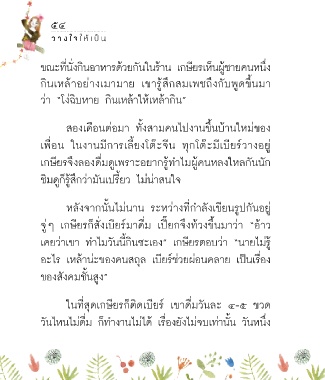 ๕๔
วางใจให้เป็น
ขณะที่นั่งกินอาหารด้วยกันในร้าน เกษียรเห็นผู้ชายคนหนึ่ง
กินเหล้าอย่างเมามาย เขารู้สึกสมเพชถึงกับพูดขึ้นมา
ว่า "โง่ฉิบหาย กินเหล้าให้เหล้ากิน"
สองเดือนต่อมา ทั้งสามคนไปงานขึ้นบ้านใหม่ของ
เพื่อน ในงานมีการเลี้ยงโต๊ะจีน ทุกโต๊ะมีเบียร์วางอยู่
เกษียรจึงลองดื่มดูเพราะอยากรู้ทำไมผู้คนหลงใหลกันนัก
ชิมดูก็รู้สึกว่ามันเปรี้ยว ไม่น่าสนใจ
หลังจากนั้นไม่นาน ระหว่างที่กำลังเขียนรูปกันอยู่
จู่ๆ เกษียรก็สั่งเบียร์มาดื่ม เปี๊ยกจึงท้วงขึ้นมาว่า "อ้าว
เคยว่าเขา ทำไมวันนี้กินซะเอง" เกษียรตอบว่า "นายไม่รู้
อะไร เหล้าน่ะของคนสถุล เบียร์ช่วยผ่อนคลาย เป็นเรื่อง
ของสังคมชั้นสูง"
ในที่สุดเกษียรก็ติดเบียร์ เขาดื่มวันละ ๔-๕ ขวด
วันไหนไม่ดื่ม ก็ทำงานไม่ได้ เรื่องยังไม่จบเท่านั้น วันหนึ่ง